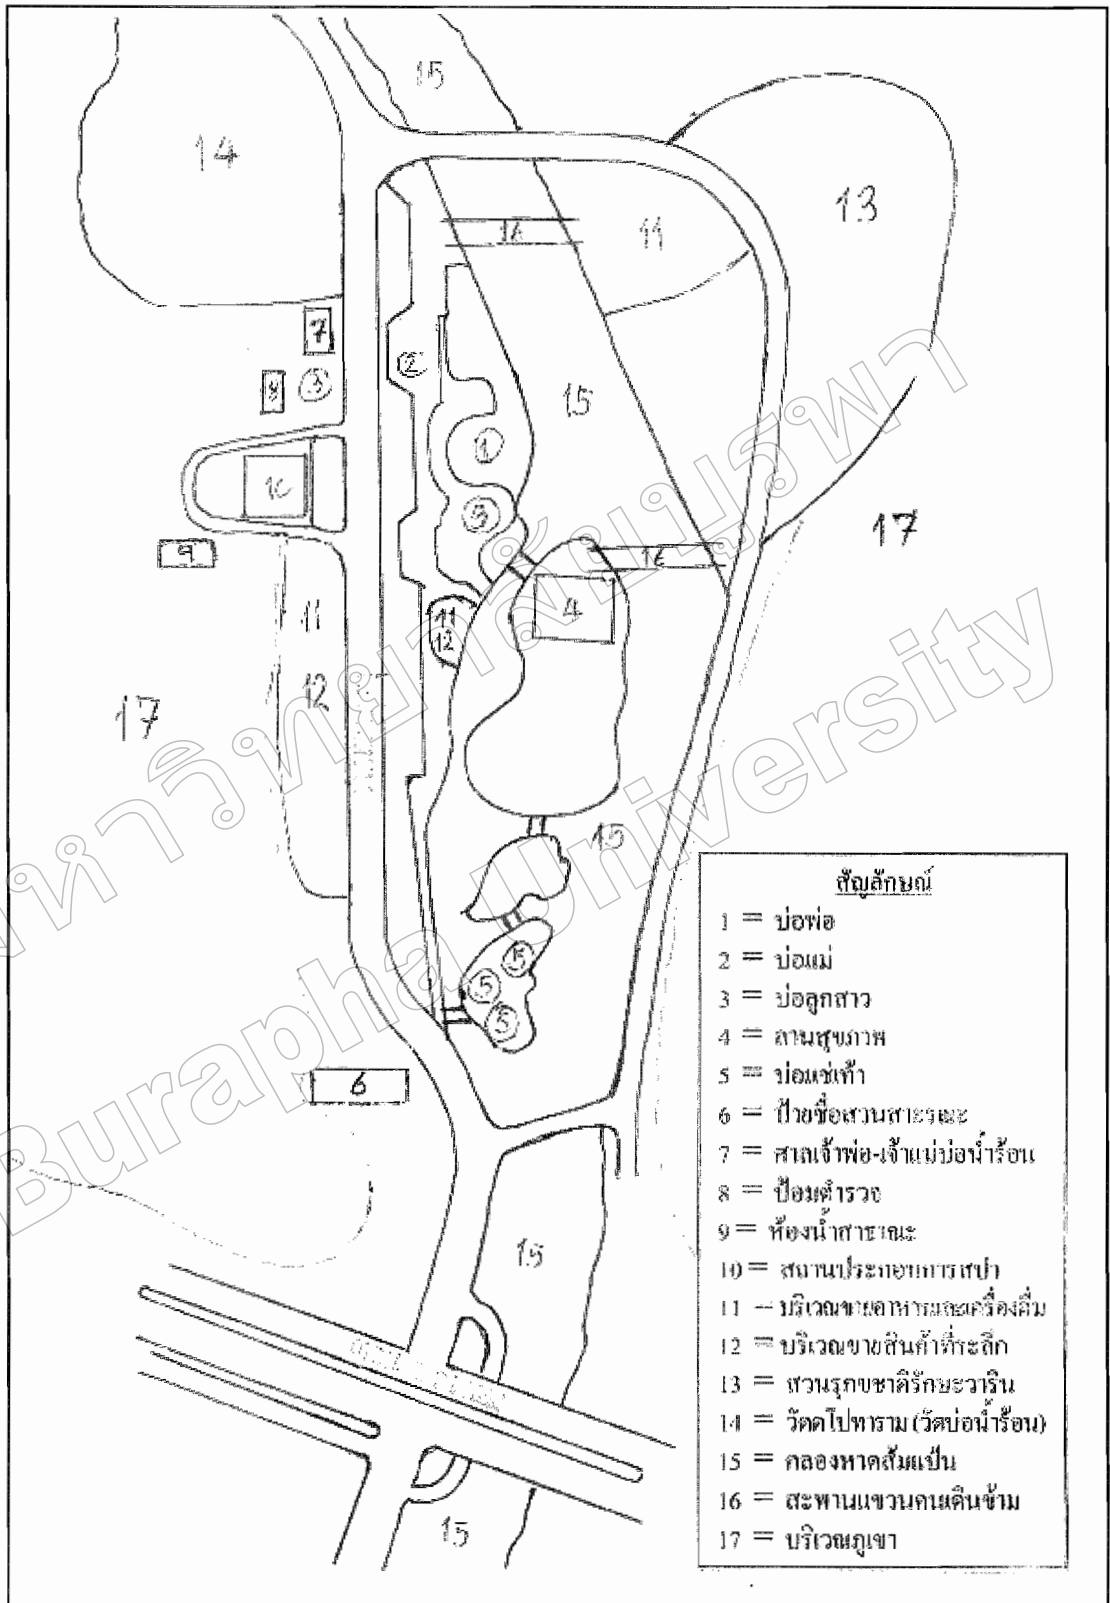 15
14
13
16
11
7
2
15
8
3
1
10
3
17
9
16
4
11
11
12
12
17
15
5
5
5
6
15
15
มหาวิทยาลัยบูรพา
Burapha University
สัญลักษณ์
1 = บ่อพ่อ
2 = บ่อแม่
3 = บ่อลูกสาว
4 = ลานสุขภาพ
5 = บ่อแช่เท้า
6 = ป้ายชื่อสวนสาธารณะ
7 = ศาลเจ้าพ่อ-เจ้าแม่บ่อน้ำร้อน
8 = ป้อมตำรวจ
9 = ห้องน้ำสาธารณะ
10 = สถานประกอบการสปา
11 = บริเวณขายอาหารและเครื่องดื่ม
12 = บริเวณขายสินค้าที่ระลึก
13 = สวนรุกขชาติรักษะวาริน
14 = วัดตโปทาราม (วัดบ่อน้ำร้อน)
15 = คลองหาดส้มแป้น
16 = สะพานแขวนคนเดินข้าม
17 = บริเวณภูเขา